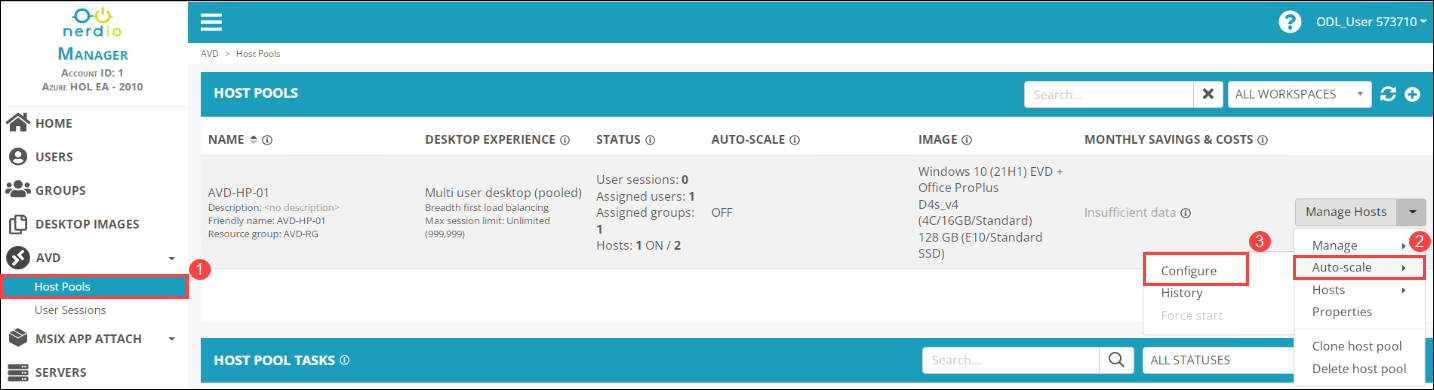 nerdio
MANAGER
ACCOUNT ID: 1
AZURE HOL EA - 2010
HOME
USERS
GROUPS
DESKTOP IMAGES
AVD
Host Pools
1
User Sessions
MSIX APP ATTACH
SERVERS
?
ODL_User 573710
AVD > Host Pools
HOST POOLS
Search...
ALL WORKSPACES
NAME
DESKTOP EXPERIENCE
STATUS
AUTO-SCALE
IMAGE
MONTHLY SAVINGS & COSTS
AVD-HP-01
Description: <no description>
Friendly name: AVD-HP-01
Resource group: AVD-RG
Multi user desktop (pooled)
Breadth first load balancing
Max session limit: Unlimited
(999,999)
User sessions: 0
Assigned users: 1
Assigned groups:
1
Hosts: 1 ON / 2
OFF
Windows 10 (21H1) EVD +
Office ProPlus
D4s_v4
(4C/16GB/Standard)
128 GB (E10/Standard
SSD)
Insufficient data
Manage Hosts
Manage
2
Auto-scale
Hosts
Properties
Clone host pool
Delete host pool
3
Configure
History
Force start
HOST POOL TASKS
Search...
ALL STATUSES